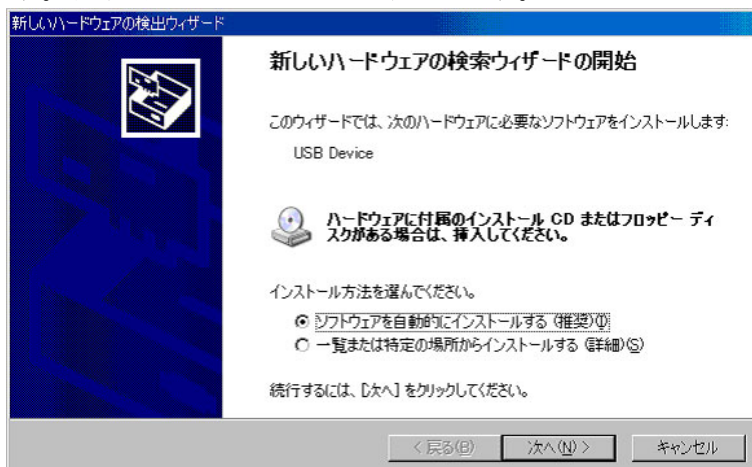 新しいハードウェアの検出ウィザード
新しいハードウェアの検索ウィザードの開始
このウィザードでは、次のハードウェアに必要なソフトウェアをインストールします:
USB Device
ハードウェアに付属のインストール CD またはフロッピー ディ
スクがある場合は、挿入してください。
インストール方法を選んでください。
ソフトウェアを自動的にインストールする (推奨)(I)
一覧または特定の場所からインストールする (詳細)(S)
続行するには、[次へ] をクリックしてください。
< 戻る(B)
次へ(N) >
キャンセル